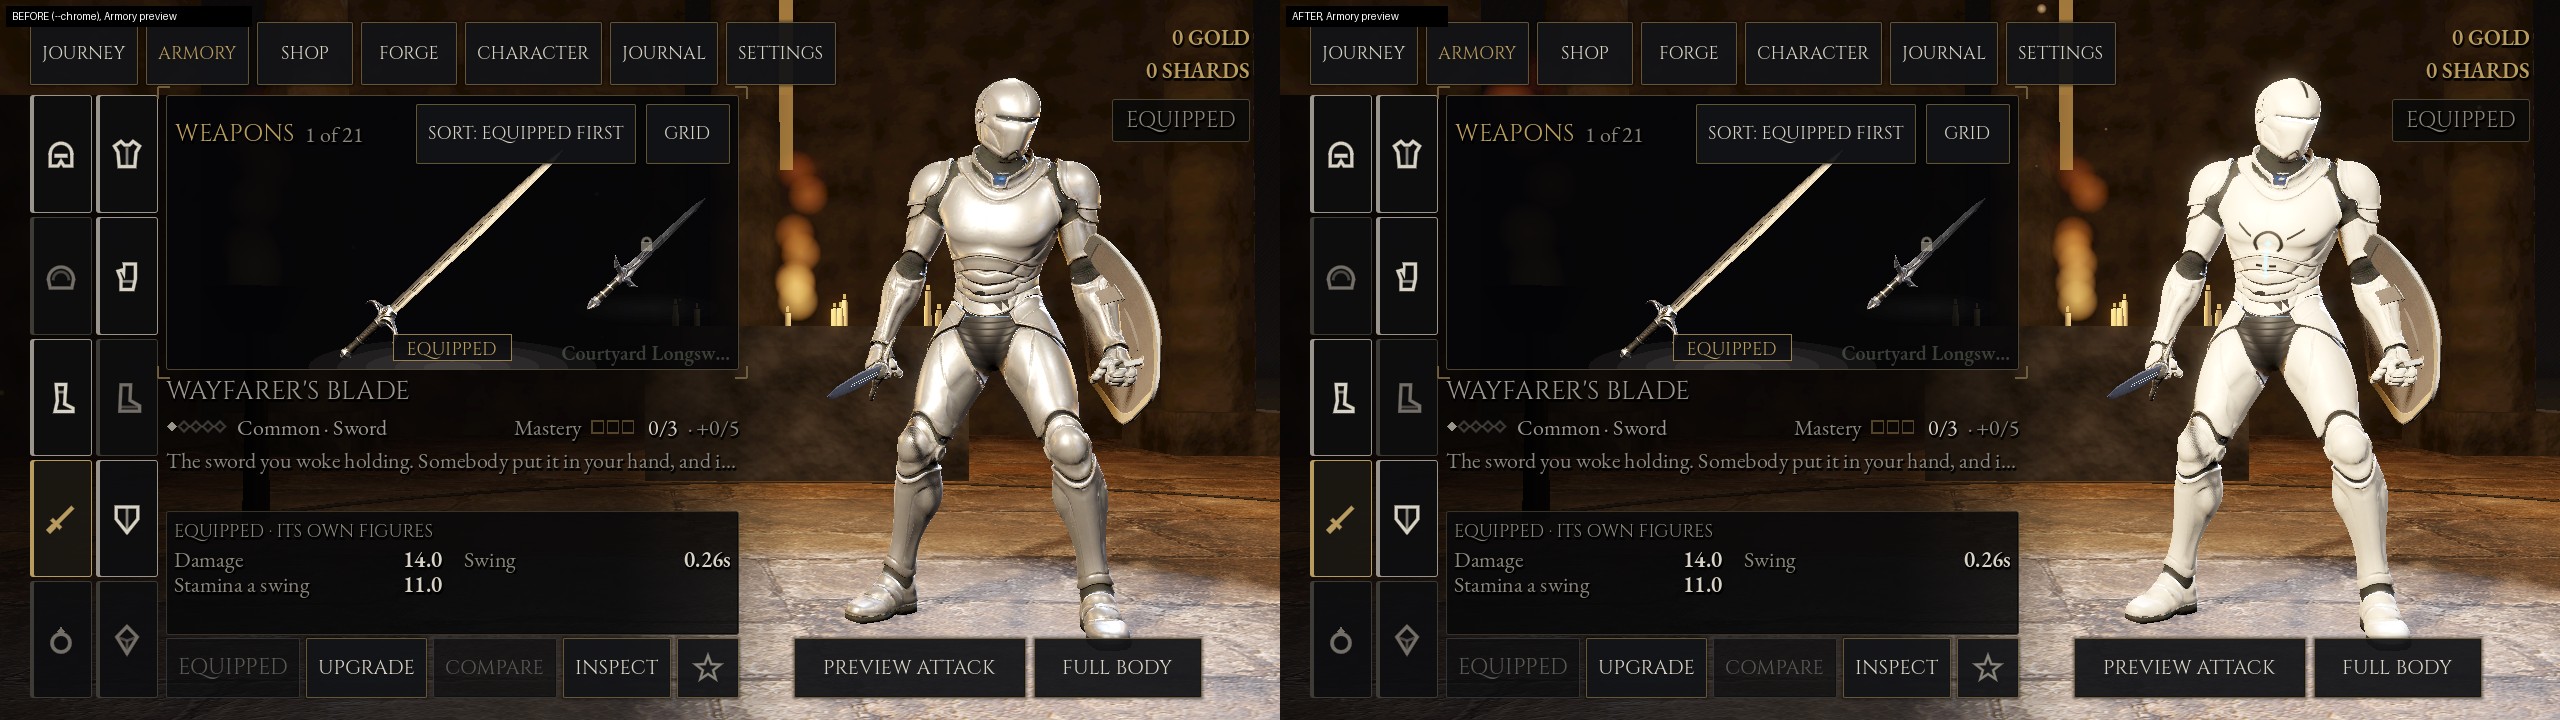 BEFORE (--chrome), Armory preview
JOURNEY ARMORY SHOP FORGE CHARACTER JOURNAL SETTINGS
0 GOLD
0 SHARDS
EQUIPPED
WEAPONS 1 of 21 SORT: EQUIPPED FIRST GRID
EQUIPPED Courtyard Longsw...
WAYFARER'S BLADE
Common · Sword Mastery 0/3 · +0/5
The sword you woke holding. Somebody put it in your hand, and i...
EQUIPPED · ITS OWN FIGURES
Damage 14.0 Swing 0.26s
Stamina a swing 11.0
EQUIPPED UPGRADE COMPARE INSPECT
PREVIEW ATTACK FULL BODY
AFTER, Armory preview
JOURNEY ARMORY SHOP FORGE CHARACTER JOURNAL SETTINGS
0 GOLD
0 SHARDS
EQUIPPED
WEAPONS 1 of 21 SORT: EQUIPPED FIRST GRID
EQUIPPED Courtyard Longsw...
WAYFARER'S BLADE
Common · Sword Mastery 0/3 · +0/5
The sword you woke holding. Somebody put it in your hand, and i...
EQUIPPED · ITS OWN FIGURES
Damage 14.0 Swing 0.26s
Stamina a swing 11.0
EQUIPPED UPGRADE COMPARE INSPECT
PREVIEW ATTACK FULL BODY